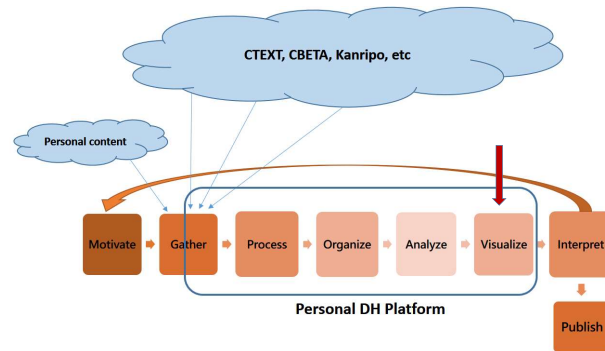 CTEXT, CBETA, Kanripo, etc
Personal content
Motivate
Gather
Process
Organize
Analyze
Visualize
Interpret
Personal DH Platform
Publish